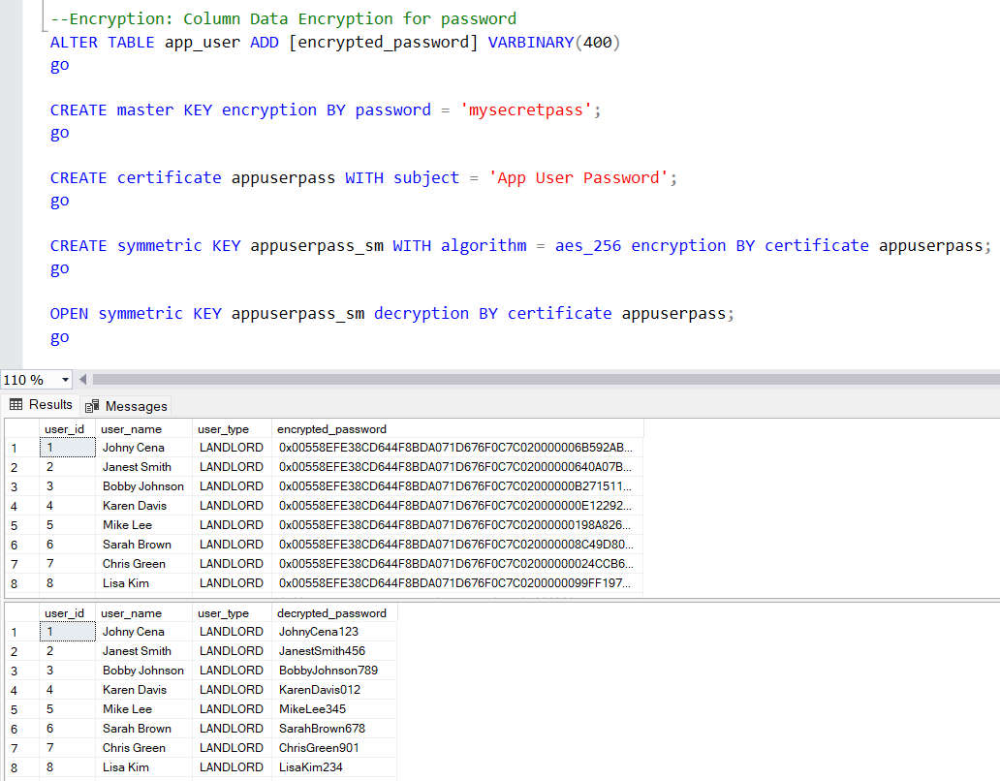 --Encryption: Column Data Encryption for password
ALTER TABLE app_user ADD [encrypted_password] VARBINARY(400)
go
CREATE master KEY encryption BY password = 'mysecretpass';
go
CREATE certificate appuserpass WITH subject = 'App User Password';
go
CREATE symmetric KEY appuserpass_sm WITH algorithm = aes_256 encryption BY certificate appuserpass;
go
OPEN symmetric KEY appuserpass_sm decryption BY certificate appuserpass;
go
110 %
Results Messages
user_id user_name user_type encrypted_password
1 1 Johny Cena LANDLORD 0x00558EFE38CD644F8BDA071D676F0C7C020000006B592AB...
2 2 Janest Smith LANDLORD 0x00558EFE38CD644F8BDA071D676F0C7C02000000640A07B...
3 3 Bobby Johnson LANDLORD 0x00558EFE38CD644F8BDA071D676F0C7C02000000B271511...
4 4 Karen Davis LANDLORD 0x00558EFE38CD644F8BDA071D676F0C7C020000000E12292...
5 5 Mike Lee LANDLORD 0x00558EFE38CD644F8BDA071D676F0C7C02000000198A826...
6 6 Sarah Brown LANDLORD 0x00558EFE38CD644F8BDA071D676F0C7C020000008C49D80...
7 7 Chris Green LANDLORD 0x00558EFE38CD644F8BDA071D676F0C7C02000000024CCB6...
8 8 Lisa Kim LANDLORD 0x00558EFE38CD644F8BDA071D676F0C7C0200000099FF197...
user_id user_name user_type decrypted_password
1 1 Johny Cena LANDLORD JohnyCena123
2 2 Janest Smith LANDLORD JanestSmith456
3 3 Bobby Johnson LANDLORD BobbyJohnson789
4 4 Karen Davis LANDLORD KarenDavis012
5 5 Mike Lee LANDLORD MikeLee345
6 6 Sarah Brown LANDLORD SarahBrown678
7 7 Chris Green LANDLORD ChrisGreen901
8 8 Lisa Kim LANDLORD LisaKim234